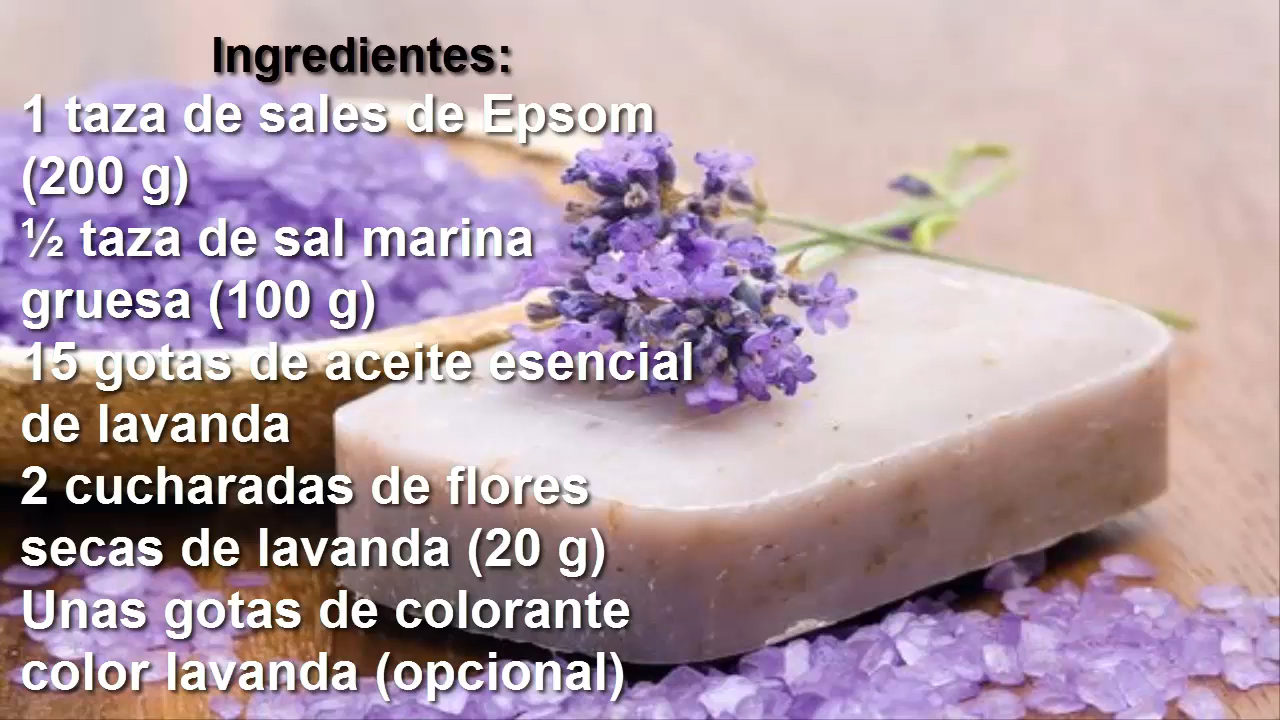 Ingredientes:
1 taza de sales de Epsom
(200 g)
½ taza de sal marina
gruesa (100 g)
15 gotas de aceite esencial
de lavanda
2 cucharadas de flores
secas de lavanda (20 g)
Unas gotas de colorante
color lavanda (opcional)